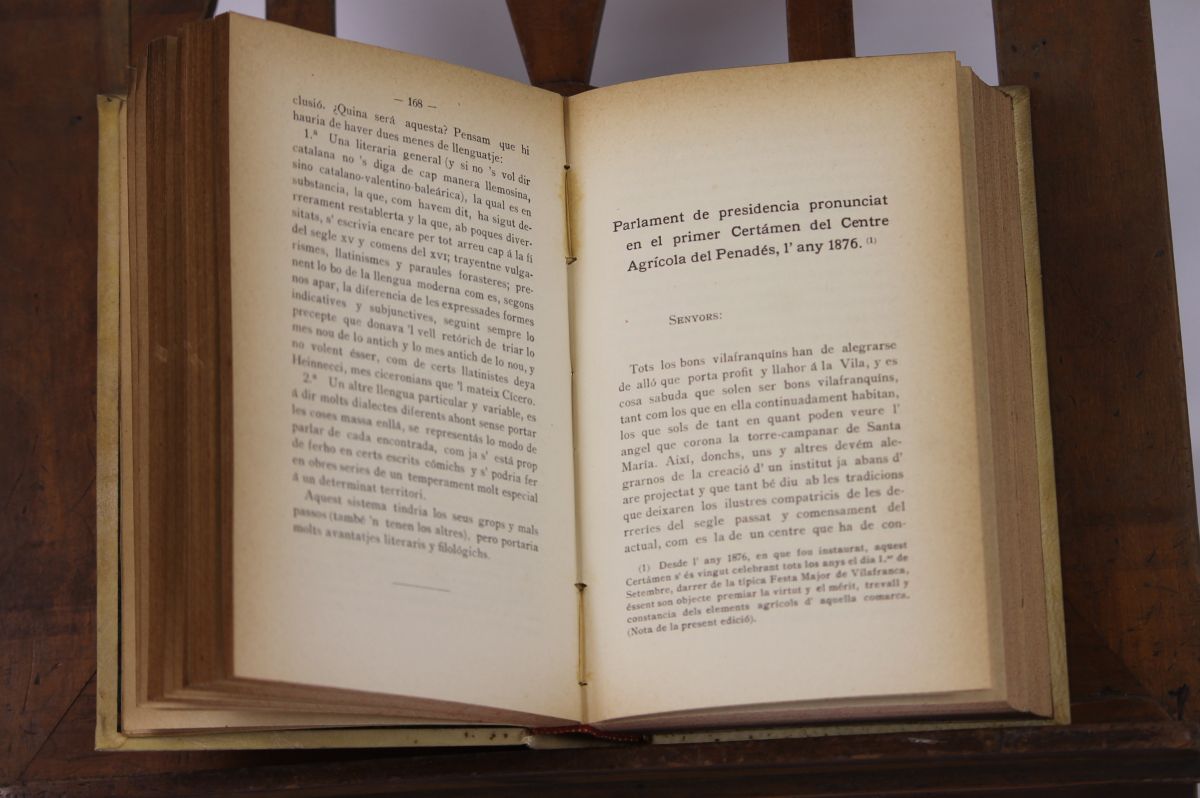 — 168 —
clusió. ¿Quina será aquesta? Pensam que hi
hauria de haver dues menes de llenguatje:
1.ª Una literaria general (y si no 's vol dir
catalana no 's diga de cap manera llemosina,
sino catalano-valentino-baleárica), la qual es en
substancia, la que, com havem dit, ha sigut de-
rrerament restablerta y la que, ab poques diver-
sitats, s' escrivia encare per tot arreu cap á la fi
del segle XV y comens del XVI; trayentne vulga-
rismes, llatinismes y paraules forasteres; pre-
nent lo bo de la llengua moderna com es, segons
nos apar, la diferencia de les expressades formes
indicatives y subjunctives, seguint sempre lo
precepte que donava 'l vell retórich de triar lo
mes nou de lo antich y lo mes antich de lo nou, y
no volent ésser, com de certs llatinistes deya
Heinnecci, mes ciceronians que 'l mateix Cicero.
2.ª Un altre llengua particular y variable, es
á dir molts dialectes diferents abont sense portar
les coses massa enllá, se representás lo modo de
parlar de cada encontrada, com ja s' está prop
de ferho en certs escrits cómichs y s' podria fer
en obres series de un temperament molt especial
á un determinat territori.
Aquest sistema tindria los seus grops y mals
passos (també 'n tenen los altres), pero portaria
molts avantatjes literaris y filológichs.
Parlament de presidencia pronunciat
en el primer Certámen del Centre
Agrícola del Penadés, l' any 1876. (1)
SENYORS:
Tots los bons vilafranquíns han de alegrarse
de alló que porta profit y llahor á la Vila, y es
cosa sabuda que solen ser bons vilafranquíns,
tant com los que en ella continuadament habitan,
los que sols de tant en quant poden veure l'
angel que corona la torre-campanar de Santa
María. Així, donchs, uns y altres devém ale-
grarnos de la creació d' un institut ja abans d'
are projectat y que tant bé diu ab les tradicions
que deixaren los ilustres compatricis de les de-
rreríes del segle passat y comensament del
actual, com es la de un centre que ha de con-
(1) Desde l' any 1876, en que fou instaurat, aquest
Certámen s' és vingut celebrant tots los anys el dia 1.er de
Setembre, darrer de la típica Festa Major de Vilafranca,
éssent son objecte premiar la virtut y el mérit, trevall y
constancia dels elements agrícols d' aquella comarca.
(Nota de la present edició).